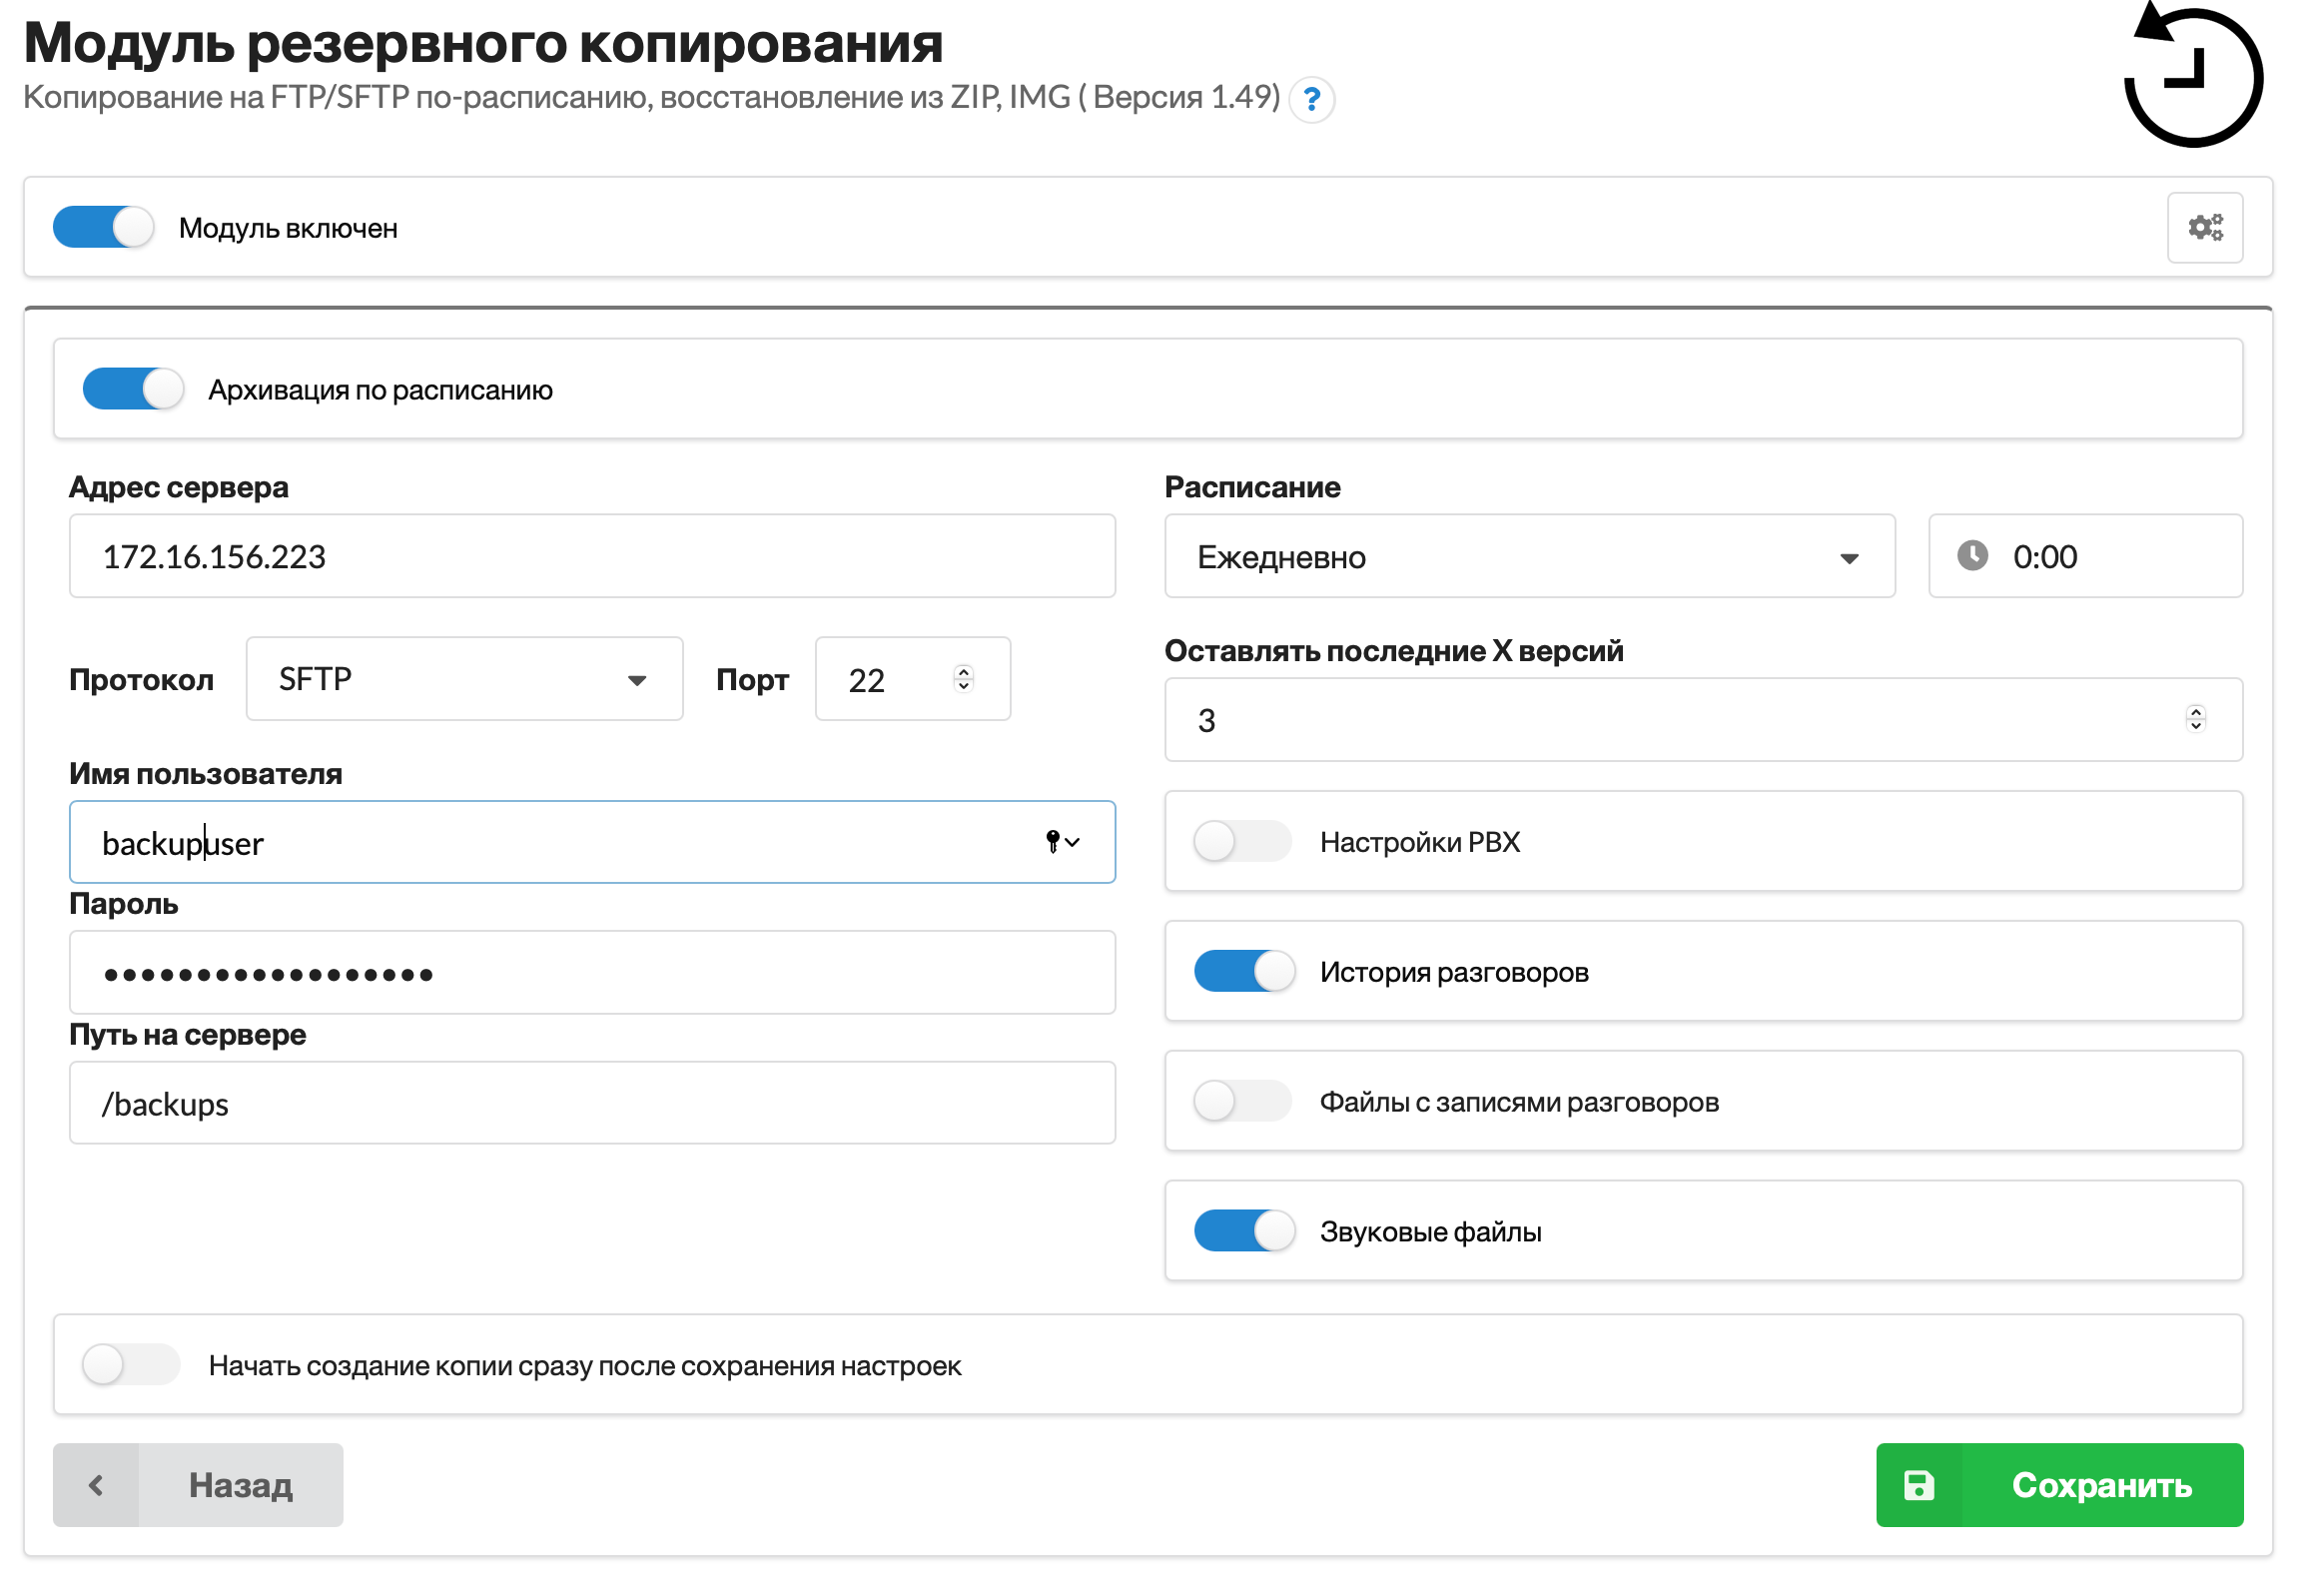 Модуль резервного копирования
Копирование на FTP/SFTP по-расписанию, восстановление из ZIP, IMG ( Версия 1.49) ?
Модуль включен
Архивация по расписанию
Адрес сервера
172.16.156.223
Протокол SFTP Порт 22
Имя пользователя
backupuser
Пароль
••••••••••••••••••
Путь на сервере
/backups
Расписание
Ежедневно 0:00
Оставлять последние X версий
3
Настройки PBX
История разговоров
Файлы с записями разговоров
Звуковые файлы
Начать создание копии сразу после сохранения настроек
Назад
Сохранить